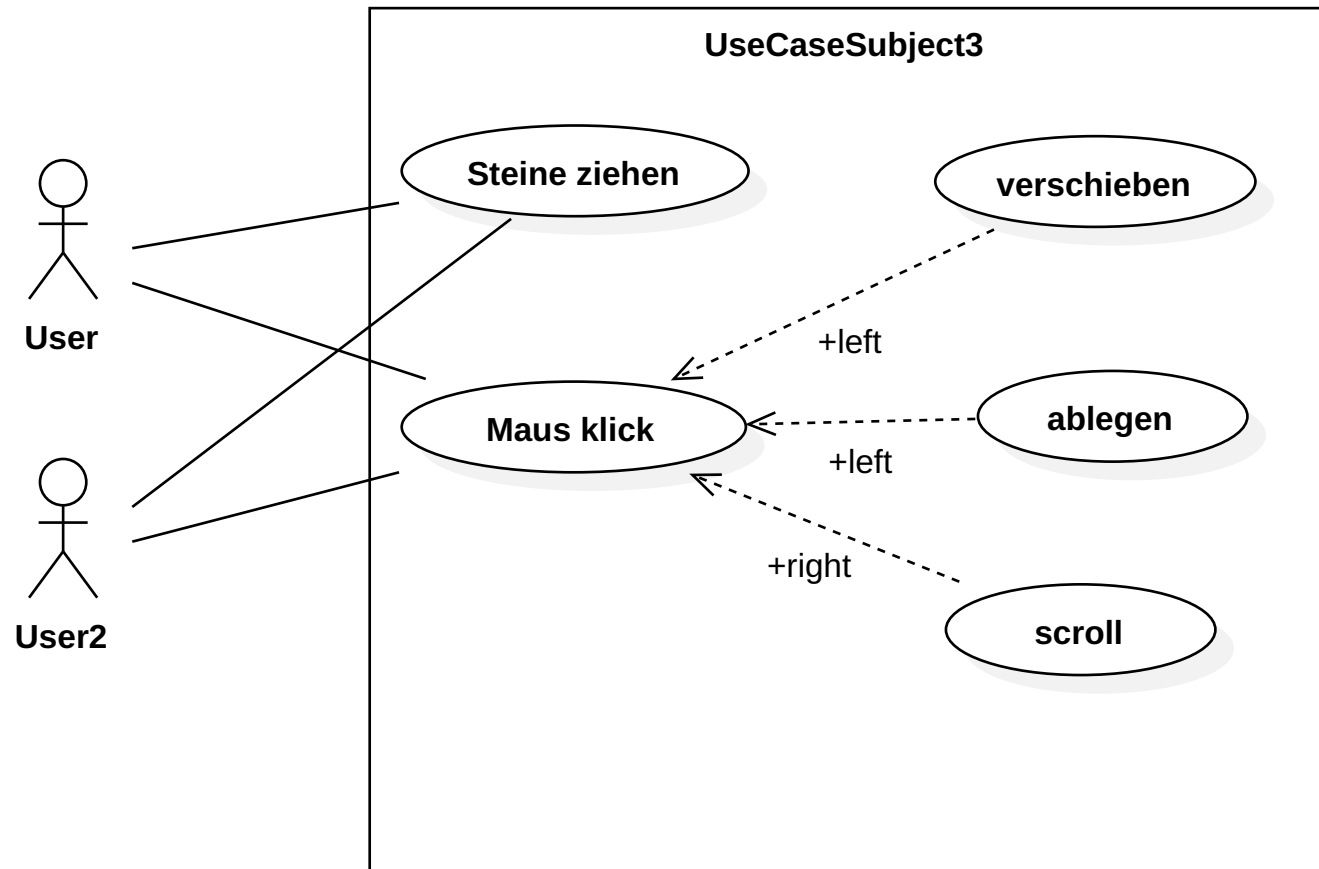 UseCaseSubject3
Steine ziehen
verschieben
User
+left
Maus klick
ablegen
+left
+right
User2
scroll